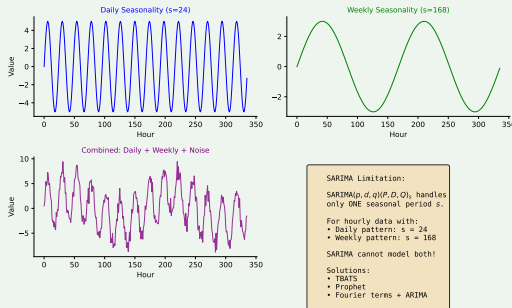 Daily Seasonality (s=24)
Weekly Seasonality (s=168)
Value
4
2
0
−2
−4
0
50
100
150
200
250
300
350
Hour
2
0
−2
0
50
100
150
200
250
300
350
Hour
Combined: Daily + Weekly + Noise
Value
10
5
0
−5
0
50
100
150
200
250
300
350
Hour
SARIMA Limitation:
SARIMA(p, d, q)(P, D, Q)s handles
only ONE seasonal period s.
For hourly data with:
• Daily pattern: s = 24
• Weekly pattern: s = 168
SARIMA cannot model both!
Solutions:
• TBATS
• Prophet
• Fourier terms + ARIMA